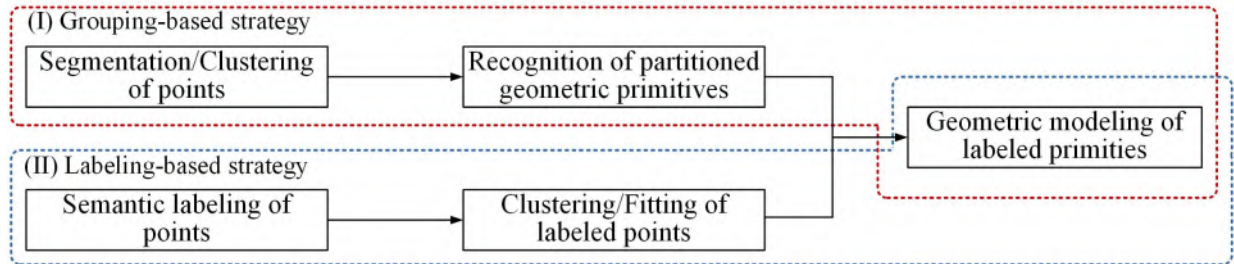 (I) Grouping-based strategy
Segmentation/Clustering
of points
Recognition of partitioned
geometric primitives
Geometric modeling of
labeled primities
(II) Labeling-based strategy
Semantic labeling of
points
Clustering/Fitting of
labeled points